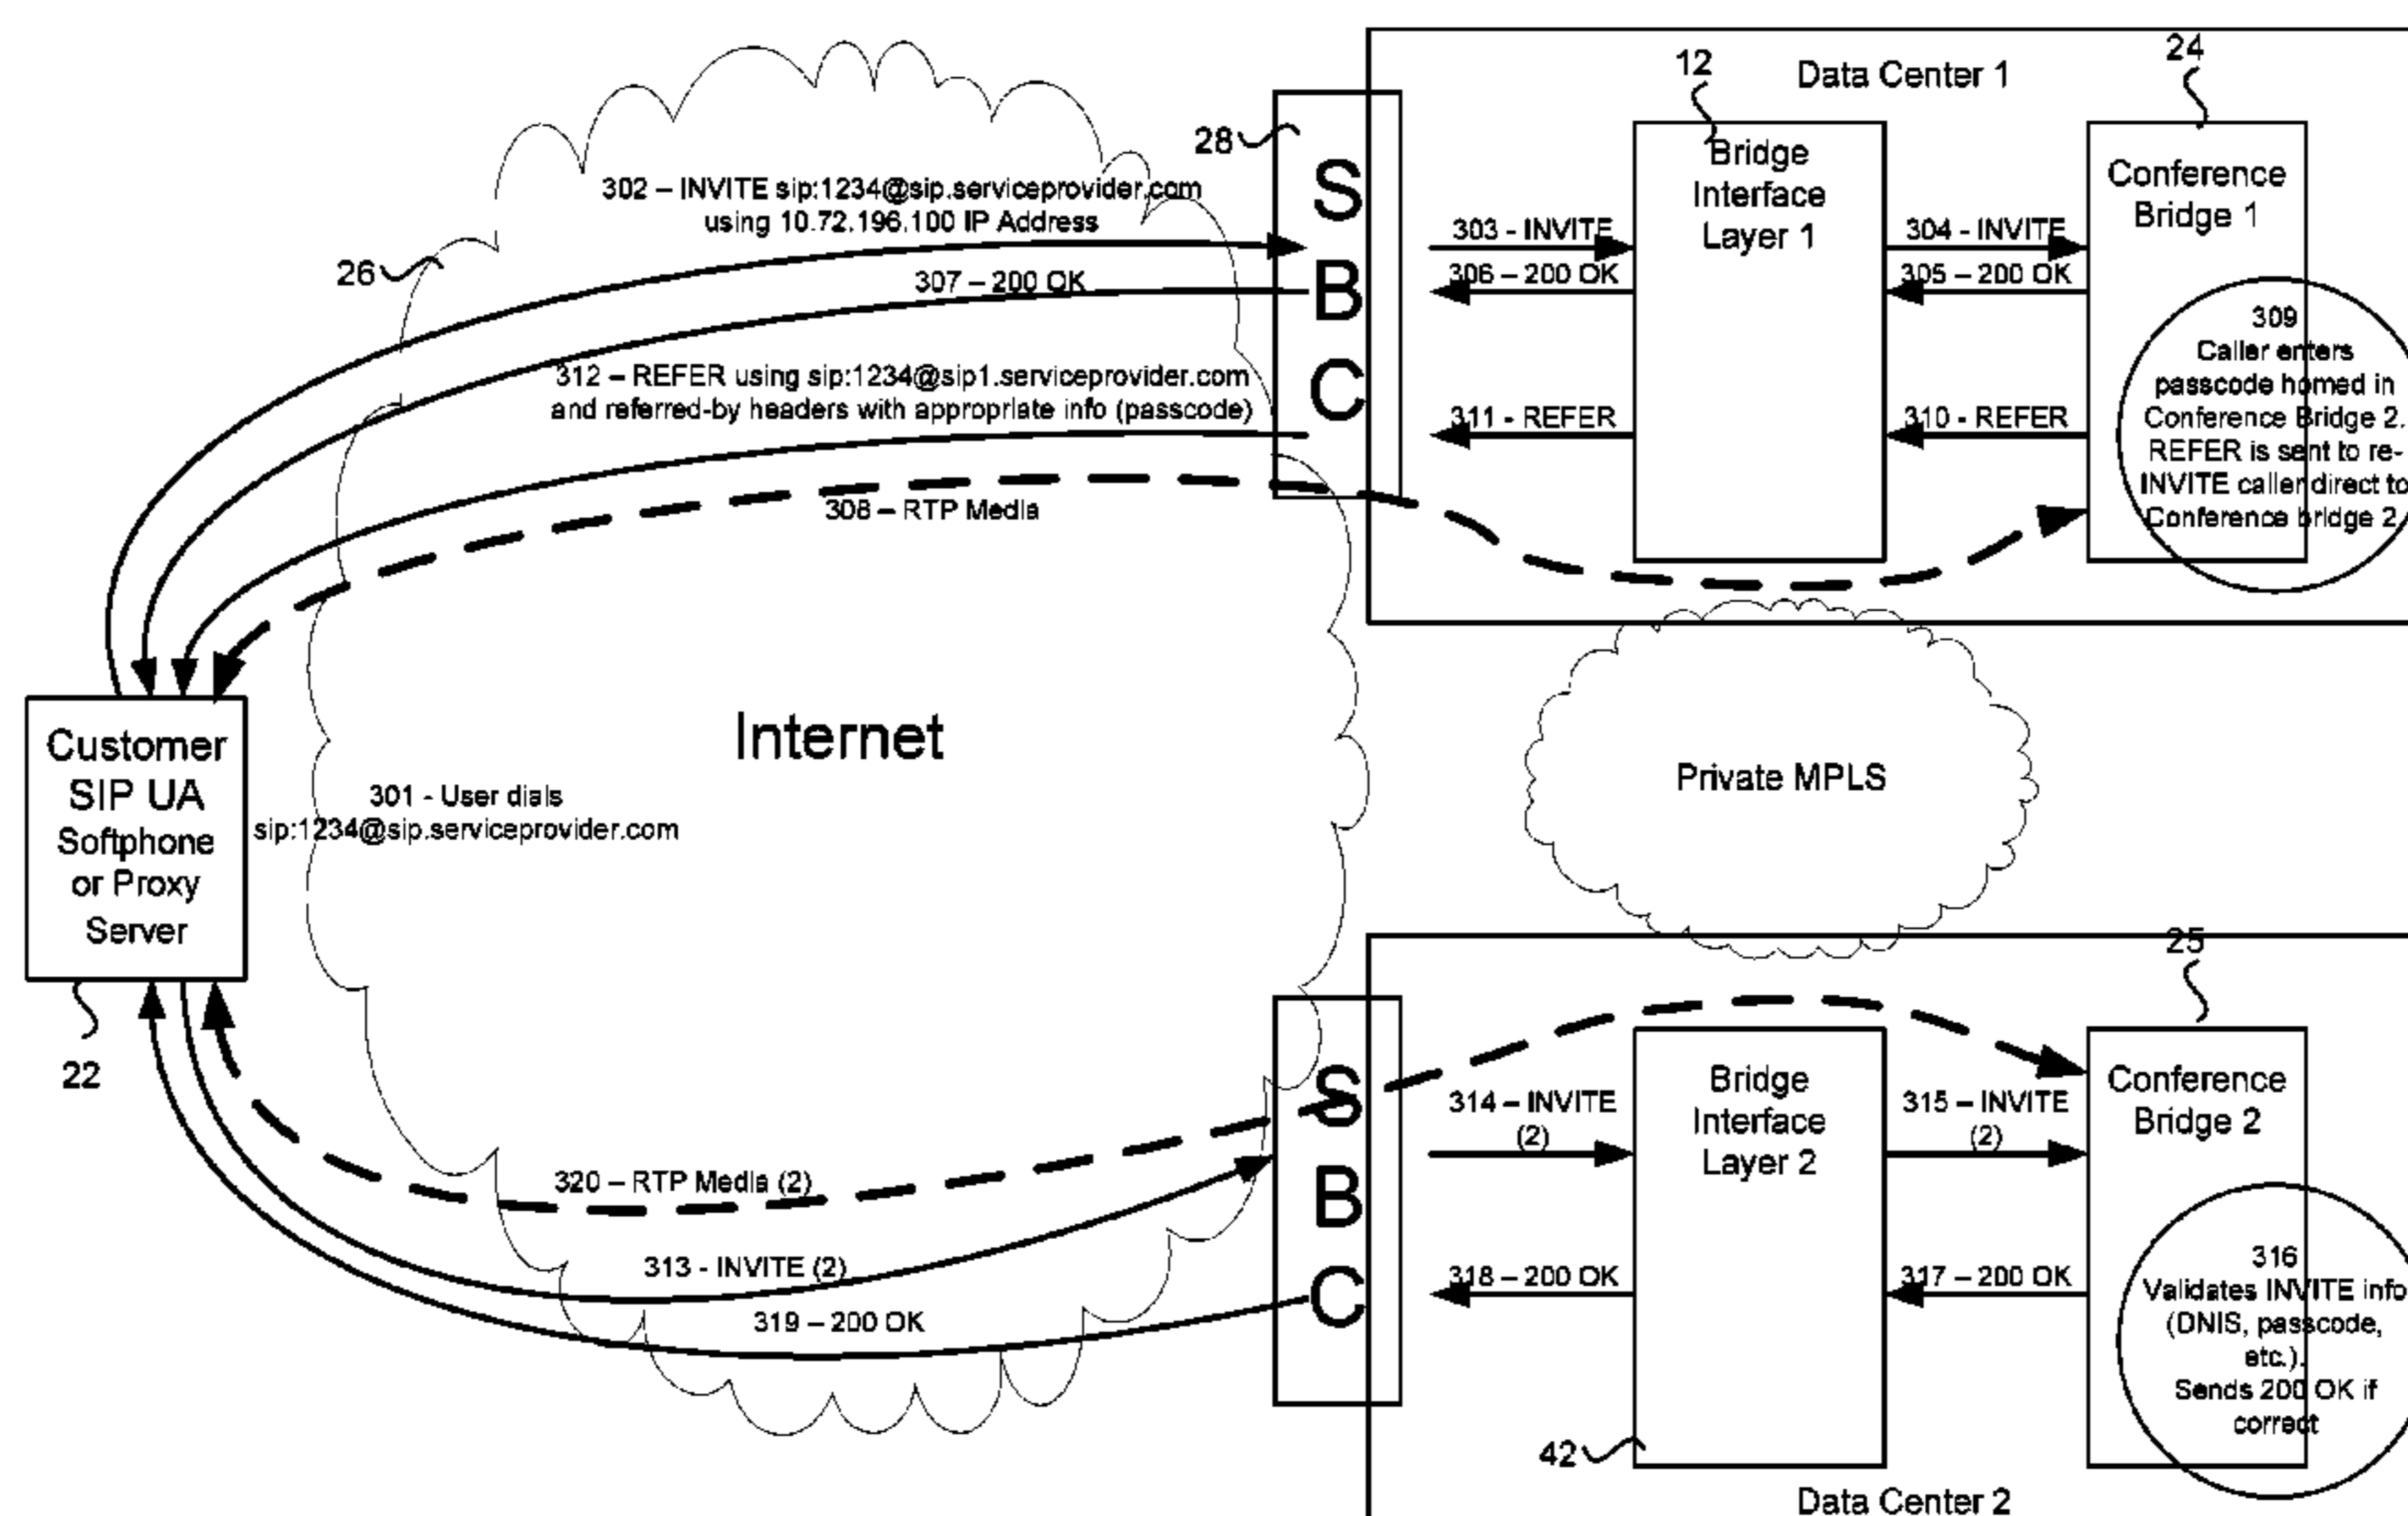 12
Data Center 1
24
28
S
B
C
Bridge
Interface
Layer 1
Conference
Bridge 1
302 – INVITE sip:1234@sip.serviceprovider.com
using 10.72.196.100 IP Address
303 - INVITE
304 - INVITE
26
307 – 200 OK
306 – 200 OK
305 – 200 OK
309
Caller enters
passcode homed in
Conference Bridge 2.
REFER is sent to re-
INVITE caller direct to
Conference bridge 2
312 – REFER using sip:1234@sip1.serviceprovider.com
and referred-by headers with appropriate info (passcode)
311 - REFER
310 - REFER
308 – RTP Media
Internet
Customer
SIP UA
Softphone
or Proxy
Server
301 - User dials
sip:1234@sip.serviceprovider.com
Private MPLS
22
25
S
B
C
Bridge
Interface
Layer 2
Conference
Bridge 2
314 – INVITE
(2)
315 – INVITE
(2)
320 – RTP Media (2)
313 - INVITE (2)
319 – 200 OK
318 – 200 OK
317 – 200 OK
316
Validates INVITE info
(DNIS, passcode,
etc.).
Sends 200 OK if
correct
42
Data Center 2